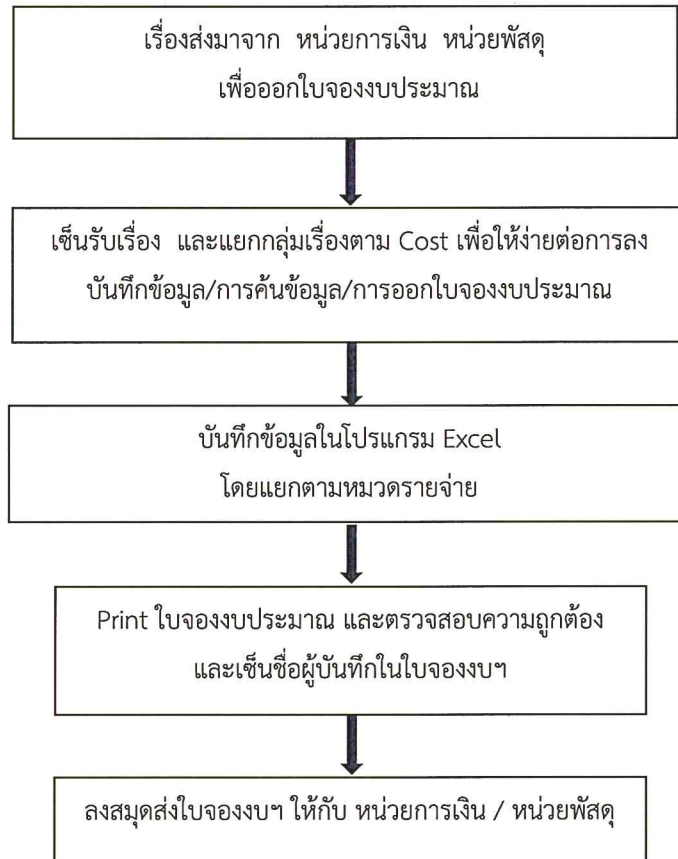 เรื่องส่งมาจาก หน่วยการเงิน หน่วยพัสดุ
เพื่อออกใบจองงบประมาณ
เซ็นรับเรื่อง และแยกกลุ่มเรื่องตาม Cost เพื่อให้ง่ายต่อการลง
บันทึกข้อมูล/การค้นข้อมูล/การออกใบจองงบประมาณ
บันทึกข้อมูลในโปรแกรม Excel
โดยแยกตามหมวดรายจ่าย
Print ใบจองงบประมาณ และตรวจสอบความถูกต้อง
และเซ็นชื่อผู้บันทึกในใบจองงบฯ
ลงสมุดส่งใบจองงบฯ ให้กับ หน่วยการเงิน / หน่วยพัสดุ